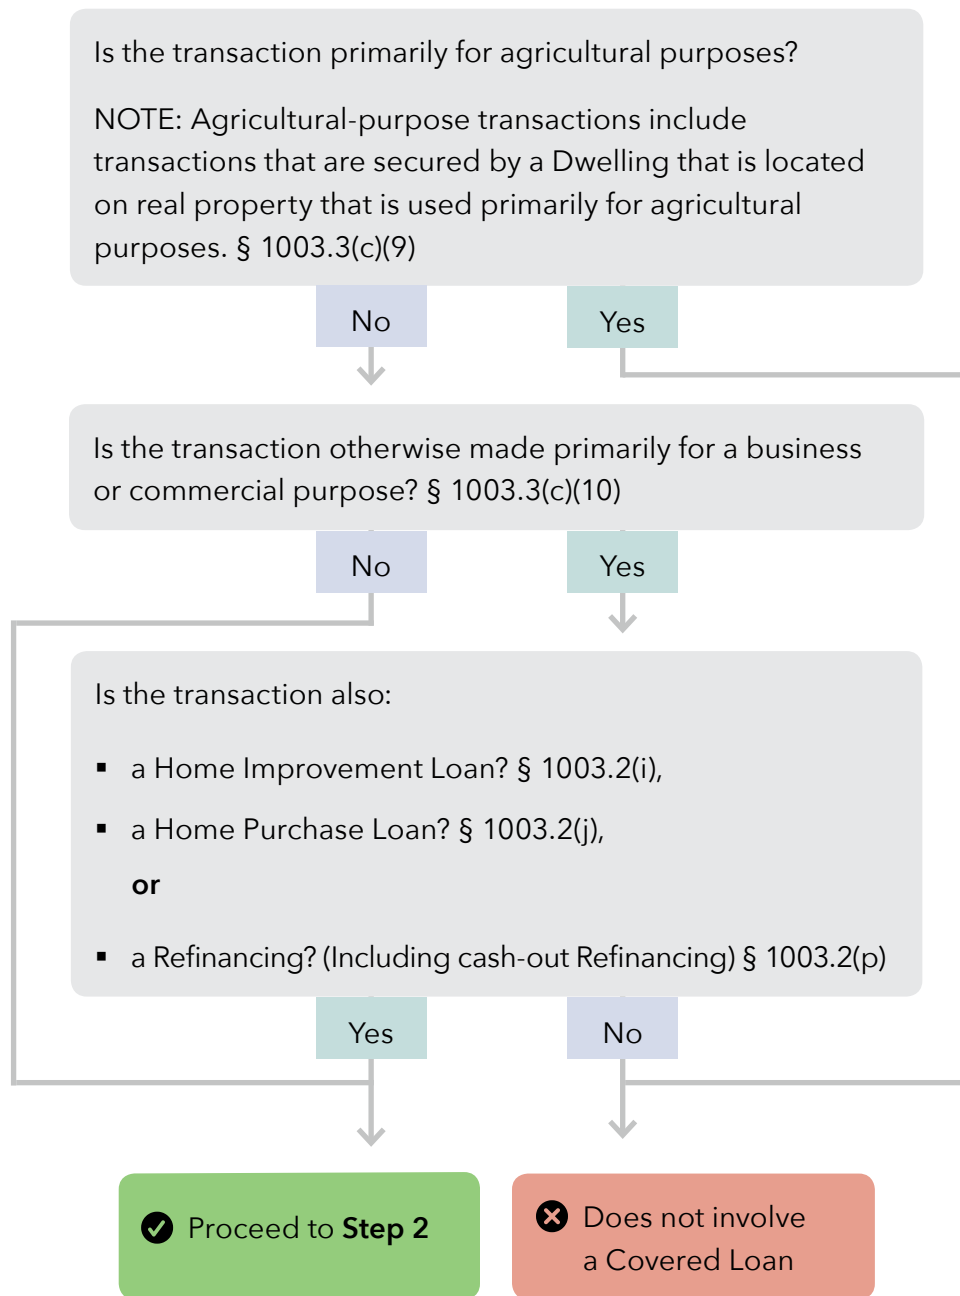 Is the transaction primarily for agricultural purposes?
NOTE: Agricultural-purpose transactions include
transactions that are secured by a Dwelling that is located
on real property that is used primarily for agricultural
purposes. § 1003.3(c)(9)
No
Yes
Is the transaction otherwise made primarily for a business
or commercial purpose? § 1003.3(c)(10)
No
Yes
Is the transaction also:
▪ a Home Improvement Loan? § 1003.2(i),
▪ a Home Purchase Loan? § 1003.2(j),
or
▪ a Refinancing? (Including cash-out Refinancing) § 1003.2(p)
Yes
No
Proceed to Step 2
Does not involve
a Covered Loan